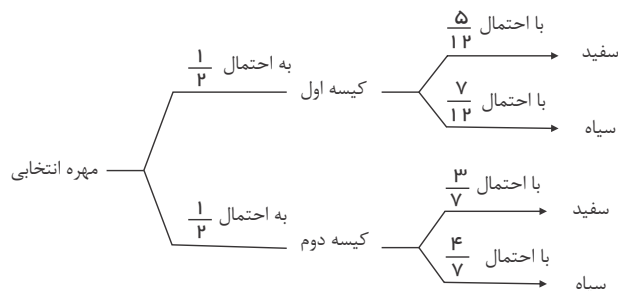 با احتمال ۵/۱۲
سفید
به احتمال ۱/۲
کیسه اول
با احتمال ۷/۱۲
سیاه
مهره انتخابی
با احتمال ۳/۷
سفید
به احتمال ۱/۲
کیسه دوم
با احتمال ۴/۷
سیاه